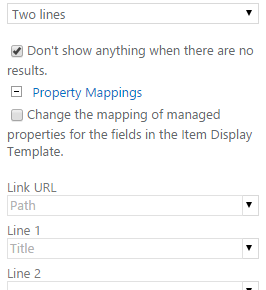 Two lines
Don't show anything when there are no
results.
Property Mappings
Change the mapping of managed
properties for the fields in the Item Display
Template.
Link URL
Path
Line 1
Title
Line 2